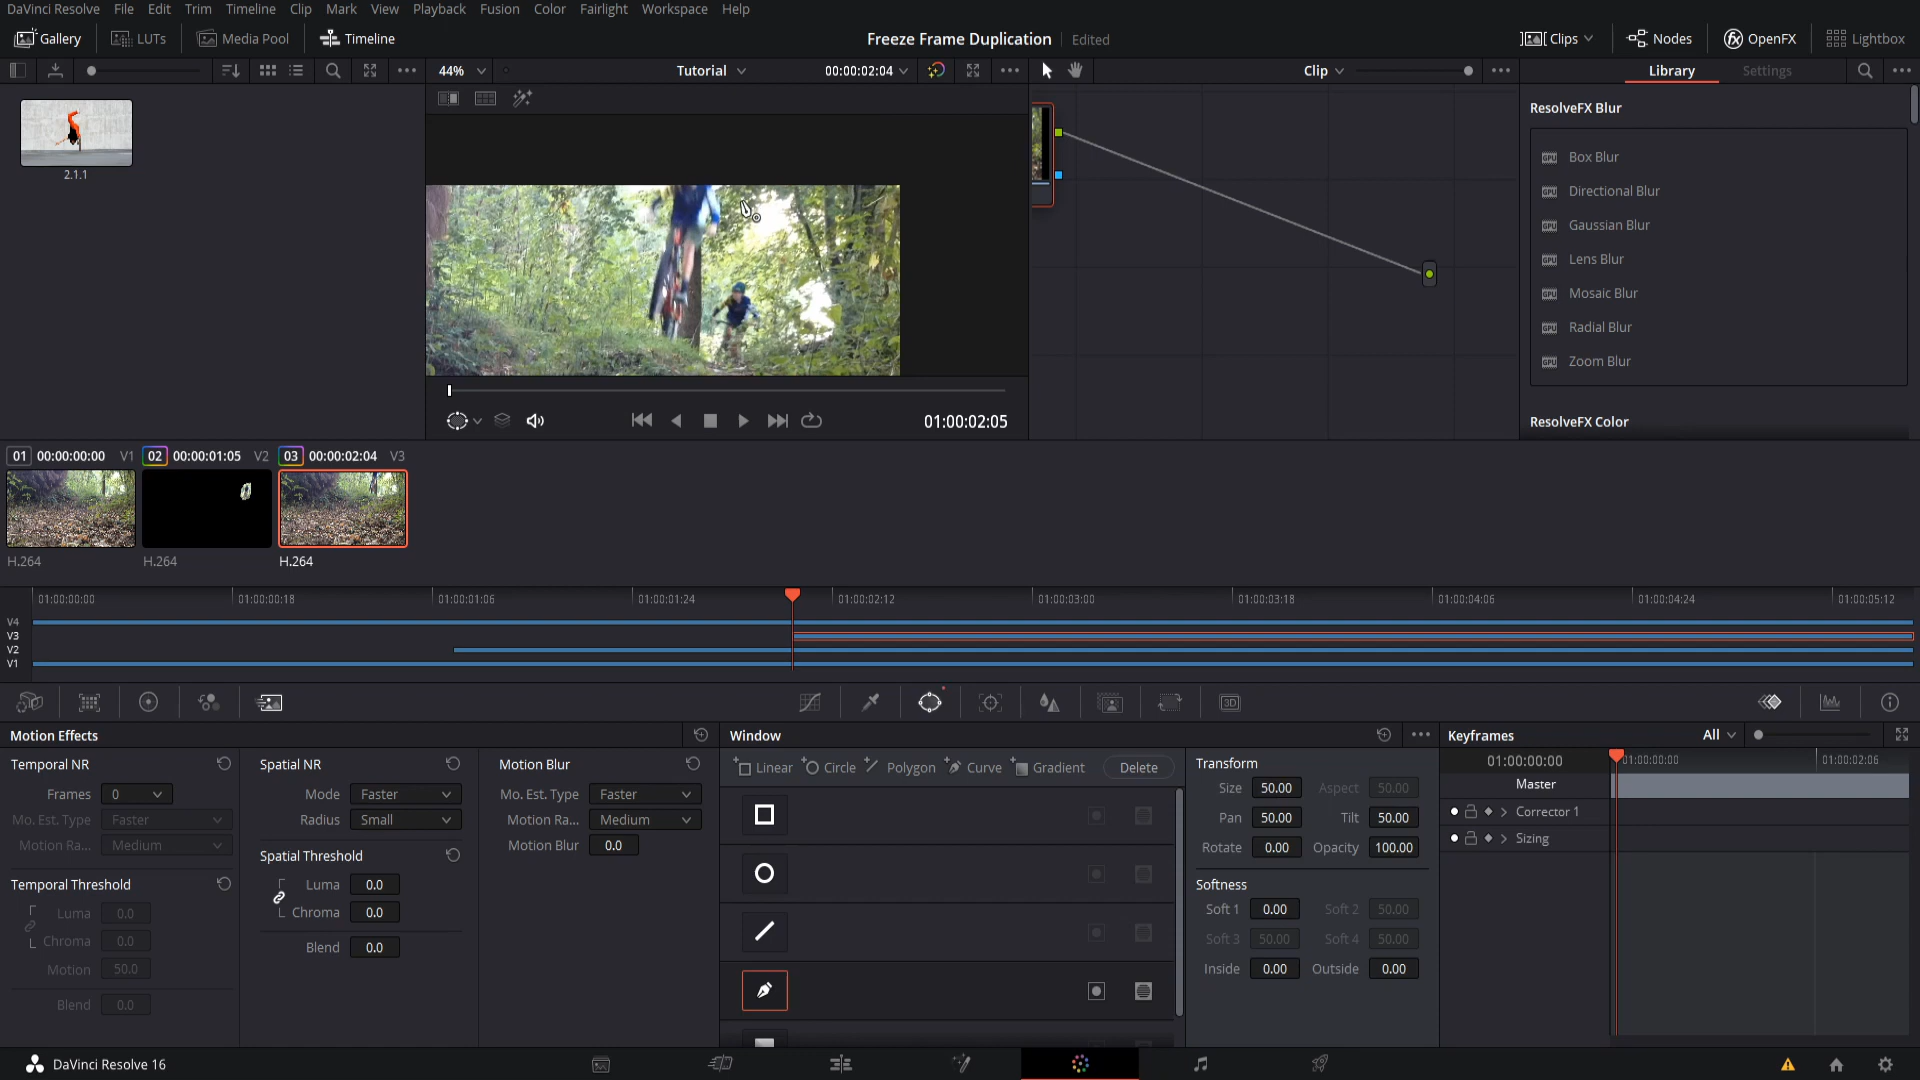 DaVinci Resolve File Edit Trim Timeline Clip Mark View Playback Fusion Color Fairlight Workspace Help
Gallery LUTs Media Pool Timeline Freeze Frame Duplication Edited Clips Nodes OpenFX Lightbox
44% Tutorial 00:00:02:04 Clip Library Settings
2.1.1
ResolveFX Blur
Box Blur
Directional Blur
Gaussian Blur
Lens Blur
Mosaic Blur
Radial Blur
Zoom Blur
ResolveFX Color
01:00:02:05
01 00:00:00:00 V1 02 00:00:01:05 V2 03 00:00:02:04 V3
H.264 H.264 H.264
01:00:00:00 01:00:00:18 01:00:01:06 01:00:01:24 01:00:02:12 01:00:03:00 01:00:03:18 01:00:04:06 01:00:04:24 01:00:05:12
V4
V3
V2
V1
3D
Motion Effects
Temporal NR
Frames 0
Mo. Est. Type Faster
Motion Ra... Medium
Temporal Threshold
Luma 0.0
Chroma 0.0
Motion 50.0
Blend 0.0
Spatial NR
Mode Faster
Radius Small
Spatial Threshold
Luma 0.0
Chroma 0.0
Blend 0.0
Motion Blur
Mo. Est. Type Faster
Motion Ra... Medium
Motion Blur 0.0
Window
Linear Circle Polygon Curve Gradient Delete
Transform
Size 50.00 Aspect 50.00
Pan 50.00 Tilt 50.00
Rotate 0.00 Opacity 100.00
Softness
Soft 1 0.00 Soft 2 50.00
Soft 3 50.00 Soft 4 50.00
Inside 0.00 Outside 0.00
Keyframes All
01:00:00:00 01:00:00:00 01:00:02:06
Master
Corrector 1
Sizing
DaVinci Resolve 16